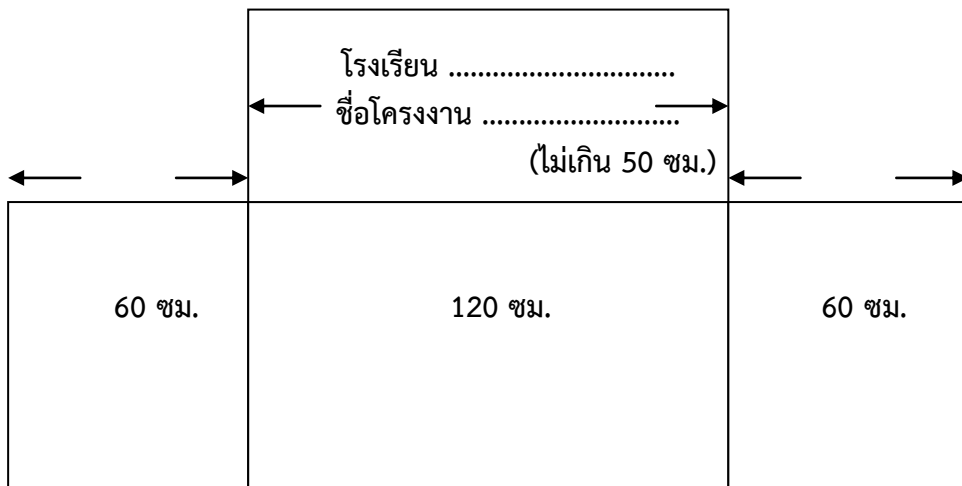 โรงเรียน ...............................
ชื่อโครงงาน ...........................
(ไม่เกิน 50 ซม.)
60 ซม. 120 ซม. 60 ซม.